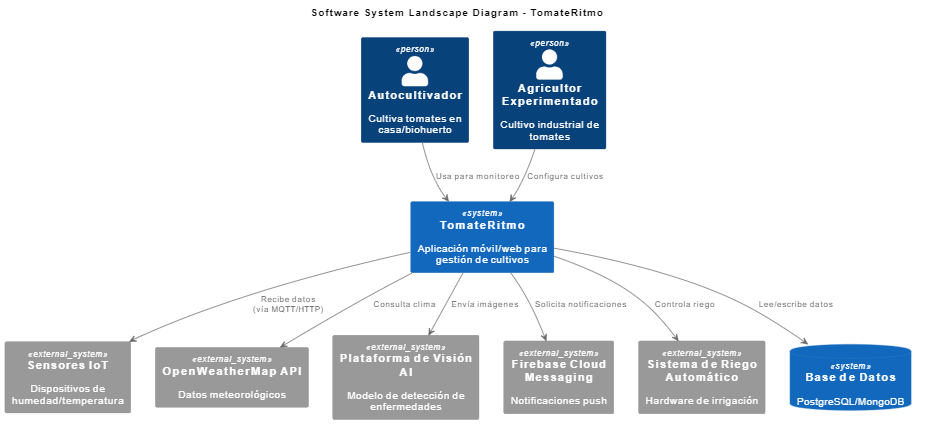 Software System Landscape Diagram - TomateRitmo
«person»
Autocultivador
Cultiva tomates en
casa/biohuerto
«person»
Agricultor
Experimentado
Cultivo industrial de
tomates
Usa para monitoreo
Configura cultivos
«system»
TomateRitmo
Aplicación móvil/web para
gestión de cultivos
Recibe datos
(vía MQTT/HTTP)
Consulta clima
Envía imágenes
Solicita notificaciones
Controla riego
Lee/escribe datos
«external_system»
Sensores IoT
Dispositivos de
humedad/temperatura
«external_system»
OpenWeatherMap API
Datos meteorológicos
«external_system»
Plataforma de Visión
AI
Modelo de detección de
enfermedades
«external_system»
Firebase Cloud
Messaging
Notificaciones push
«external_system»
Sistema de Riego
Automático
Hardware de irrigación
«system»
Base de Datos
PostgreSQL/MongoDB